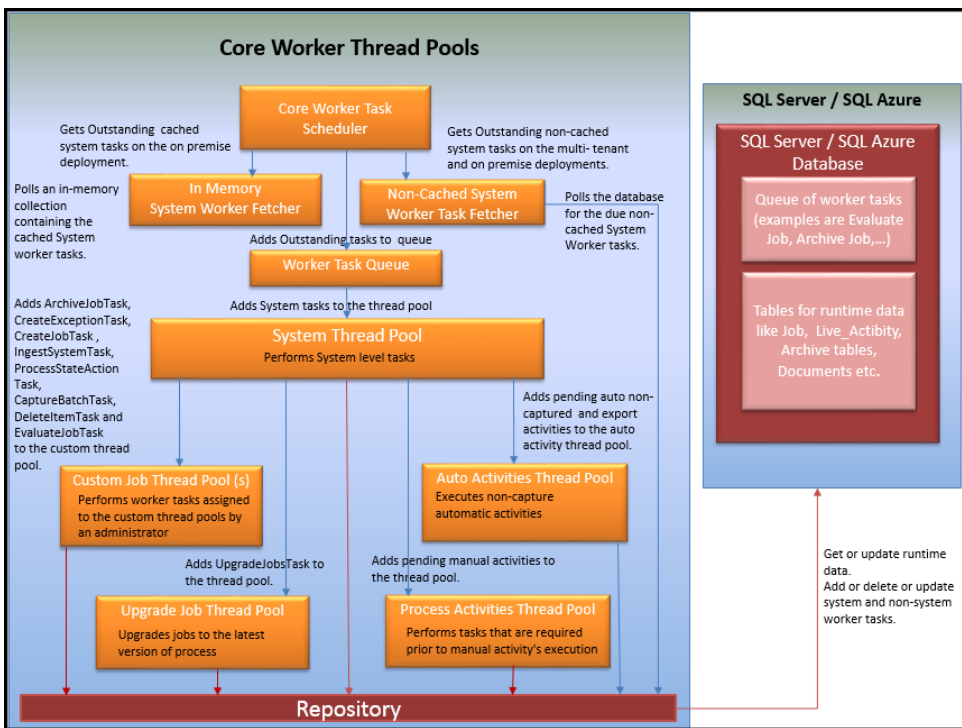 Core Worker Thread Pools
Core Worker Task
Scheduler
Gets Outstanding cached
system tasks on the on premise
deployment.
Gets Outstanding non-cached
system tasks on the multi- tenant
and on premise deployments.
Polls an in-memory
collection
containing the
cached System
worker tasks.
In Memory
System Worker Fetcher
Non-Cached System
Worker Task Fetcher
Polls the database
for the due non-
cached System
Worker tasks.
Adds Outstanding tasks to queue
Worker Task Queue
Adds System tasks to the thread pool
System Thread Pool
Performs System level tasks
Adds ArchiveJobTask,
CreateExceptionTask,
CreateJobTask ,
IngestSystemTask,
ProcessStateAction
Task,
CaptureBatchTask,
DeleteItemTask and
EvaluateJobTask
to the custom thread
pool.
Adds pending auto non-
captured and export
activities to the auto
activity thread pool.
Custom Job Thread Pool (s)
Performs worker tasks assigned
to the custom thread pools by
an administrator
Auto Activities Thread Pool
Executes non-capture
automatic activities
Adds UpgradeJobsTask to
the thread pool.
Adds pending manual activities to
the thread pool.
Upgrade Job Thread Pool
Upgrades jobs to the latest
version of process
Process Activities Thread Pool
Performs tasks that are required
prior to manual activity's execution
Repository
SQL Server / SQL Azure
SQL Server / SQL Azure
Database
Queue of worker tasks
(examples are Evaluate
Job, Archive Job,...)
Tables for runtime data
like Job, Live_Actibity,
Archive tables,
Documents etc.
Get or update runtime
data.
Add or delete or update
system and non-system
worker tasks.